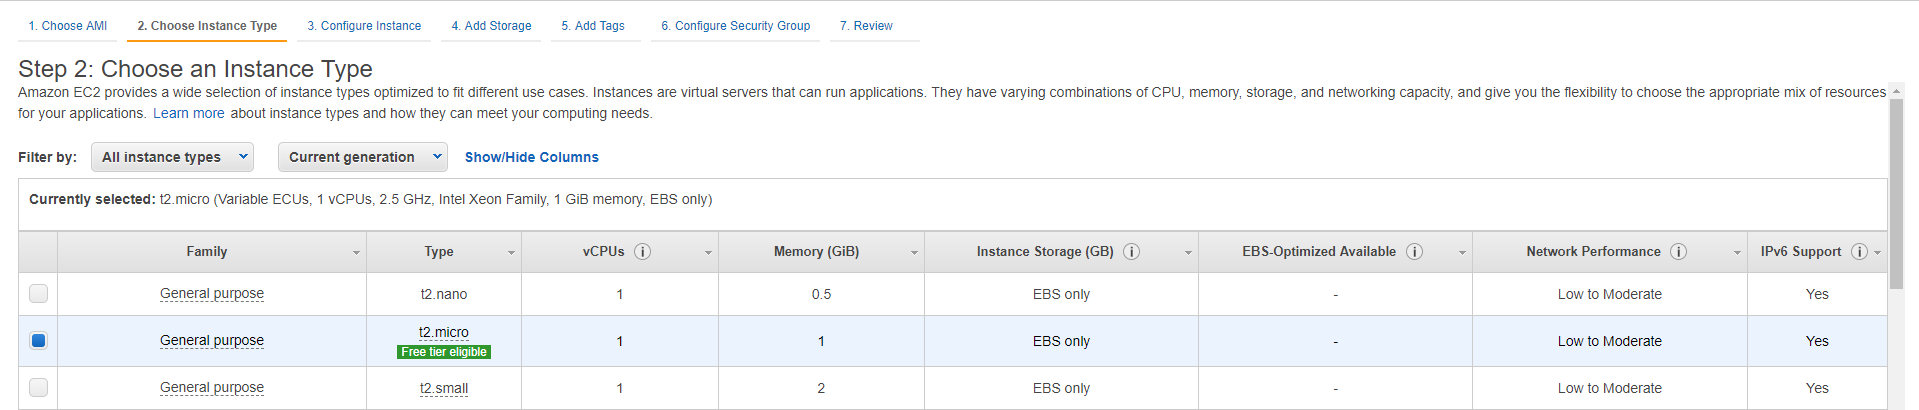 1. Choose AMI 2. Choose Instance Type 3. Configure Instance 4. Add Storage 5. Add Tags 6. Configure Security Group 7. Review
Step 2: Choose an Instance Type
Amazon EC2 provides a wide selection of instance types optimized to fit different use cases. Instances are virtual servers that can run applications. They have varying combinations of CPU, memory, storage, and networking capacity, and give you the flexibility to choose the appropriate mix of resources
for your applications. Learn more about instance types and how they can meet your computing needs.
Filter by: All instance types Current generation Show/Hide Columns
Currently selected: t2.micro (Variable ECUs, 1 vCPUs, 2.5 GHz, Intel Xeon Family, 1 GiB memory, EBS only)
Family Type vCPUs i Memory (GiB) Instance Storage (GB) i EBS-Optimized Available i Network Performance i IPv6 Support i
General purpose t2.nano 1 0.5 EBS only - Low to Moderate Yes
General purpose t2.micro 1 1 EBS only - Low to Moderate Yes
Free tier eligible
General purpose t2.small 1 2 EBS only - Low to Moderate Yes